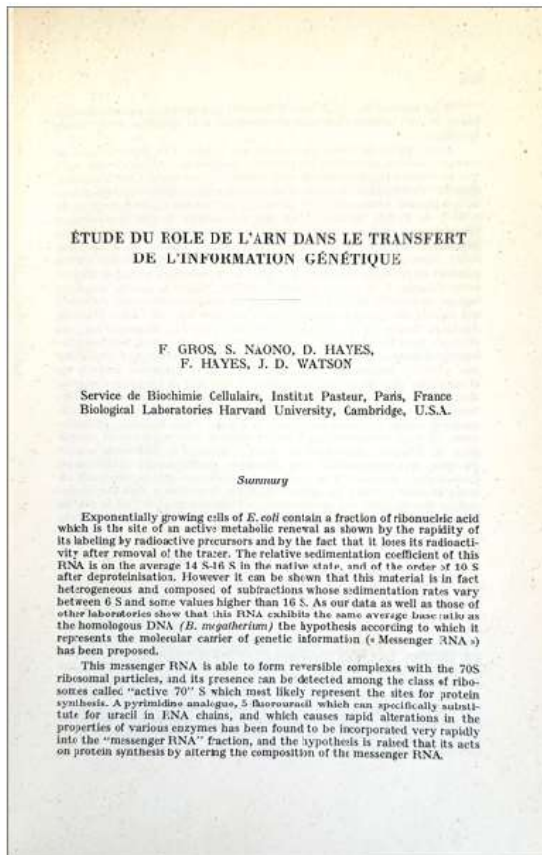 ÉTUDE DU ROLE DE L'ARN DANS LE TRANSFERT
DE L'INFORMATION GÉNÉTIQUE
F. GROS, S. NAONO, D. HAYES,
F. HAYES, J. D. WATSON
Service de Biochimie Cellulaire, Institut Pasteur, Paris, France
Biological Laboratories Harvard University, Cambridge, U.S.A.
Summary
Exponentially growing cells of E. coli contain a fraction of ribonucleic acid
which is the site of an active metabolic renewal as shown by the rapidity of
its labeling by radioactive precursors and by the fact that it loses its radioacti-
vity after removal of the tracer. The relative sedimentation coefficient of this
RNA is on the average 14 S-16 S in the native state, and of the order of 10 S
after deproteinisation. However it can be shown that this material is in fact
heterogeneous and composed of subfractions whose sedimentation rates vary
between 6 S and some values higher than 16 S. As our data as well as those of
other laboratories show that this RNA exhibits the same average base ratio as
the homologous DNA (B. megatherium) the hypothesis according to which it
represents the molecular carrier of genetic information (« Messenger RNA »)
has been proposed.
This messenger RNA is able to form reversible complexes with the 70S
ribosomal particles, and its presence can be detected among the class of ribo-
somes called "active 70" S which most likely represent the sites for protein
synthesis. A pyrimidine analogue, 5 fluorouracil which can specifically substi-
tute for uracil in RNA chains, and which causes rapid alterations in the
properties of various enzymes has been found to be incorporated very rapidly
into the "messenger RNA" fraction, and the hypothesis is raised that its acts
on protein synthesis by altering the composition of the messenger RNA.